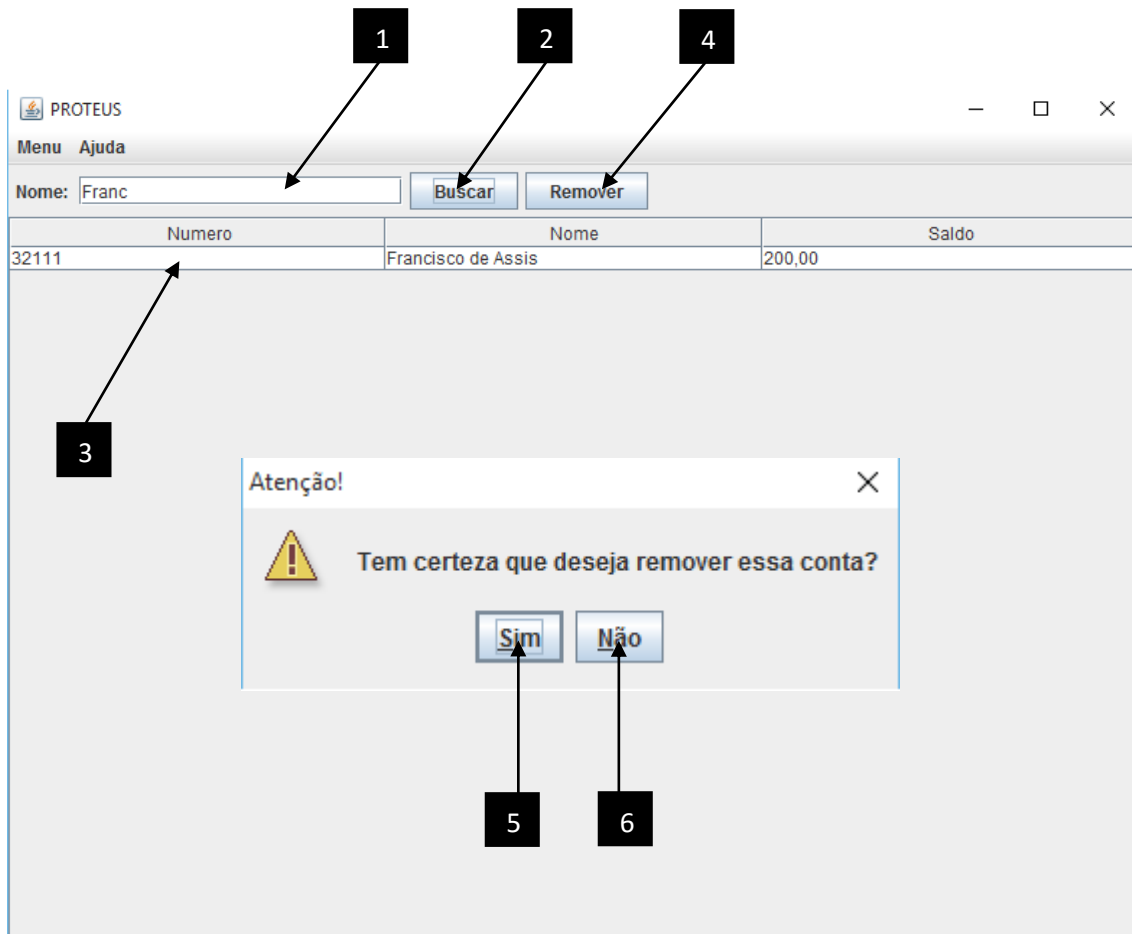 1 2 4
PROTEUS
Menu Ajuda
Nome: Franc Buscar Remover
Numero Nome Saldo
32111 Francisco de Assis 200,00
3
Atenção!
Tem certeza que deseja remover essa conta?
Sim Não
5 6